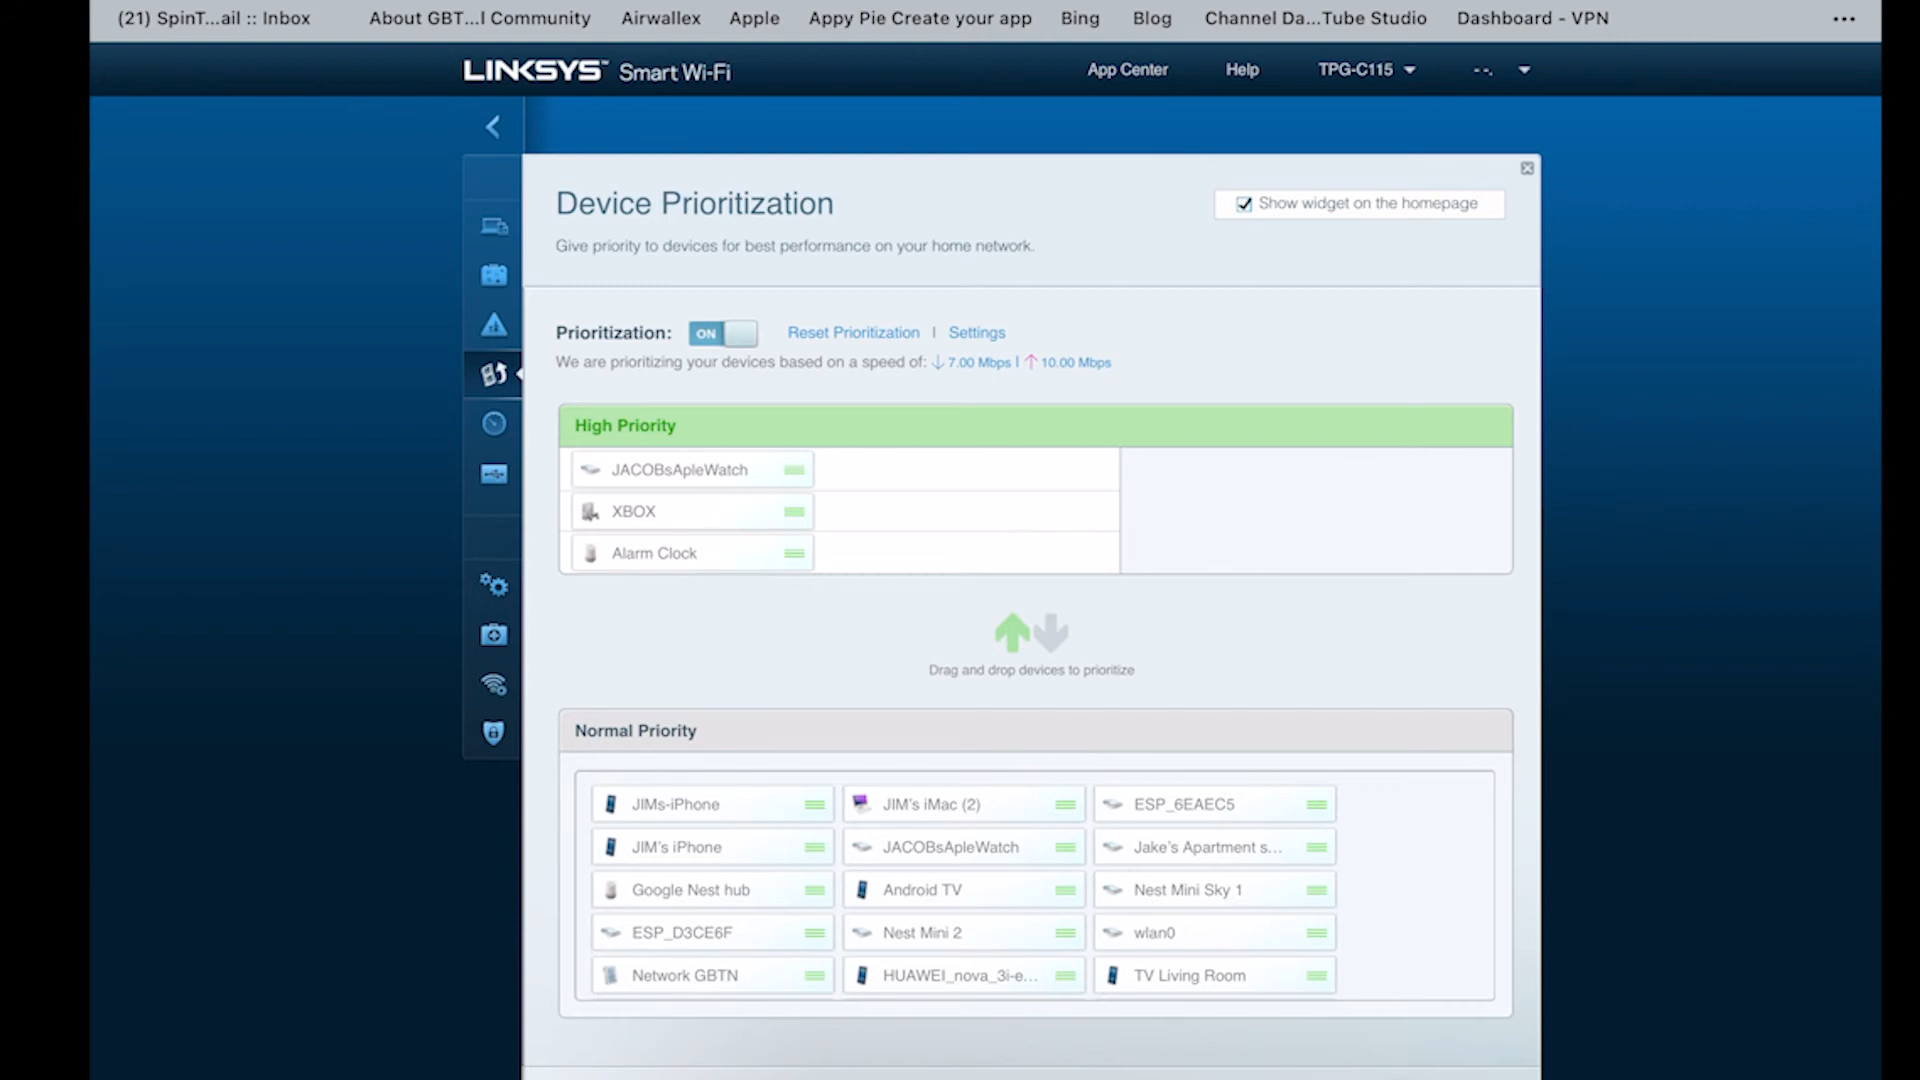 (21) SpinT...ail :: Inbox About GBT...l Community Airwallex Apple Appy Pie Create your app Bing Blog Channel Da...Tube Studio Dashboard - VPN ...
LINKSYS™ Smart Wi-Fi App Center Help TPG-C115 --.
Device Prioritization
Show widget on the homepage
Give priority to devices for best performance on your home network.
Prioritization: ON Reset Prioritization | Settings
We are prioritizing your devices based on a speed of: ↓ 7.00 Mbps | ↑ 10.00 Mbps
High Priority
JACOBsApleWatch
XBOX
Alarm Clock
Drag and drop devices to prioritize
Normal Priority
JIMs-iPhone JIM's iMac (2) ESP_6EAEC5
JIM's iPhone JACOBsApleWatch Jake's Apartment s...
Google Nest hub Android TV Nest Mini Sky 1
ESP_D3CE6F Nest Mini 2 wlan0
Network GBTN HUAWEI_nova_3i-e... TV Living Room